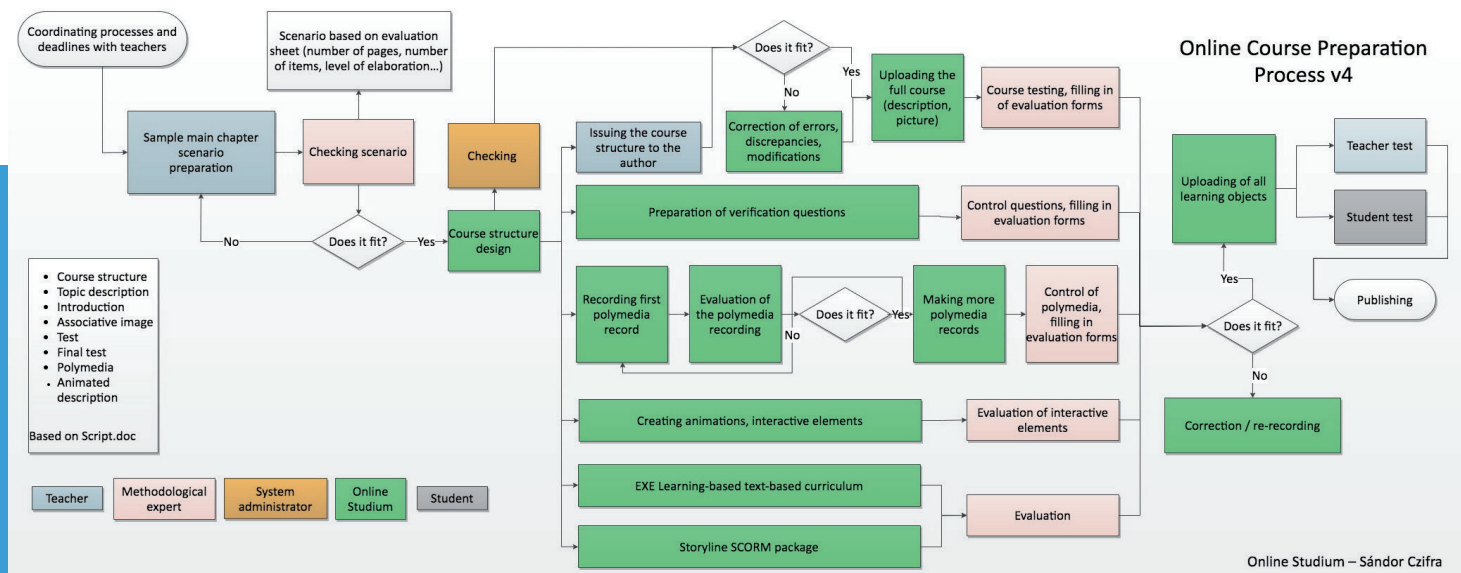 Online Course Preparation
Process v4
Coordinating processes and
deadlines with teachers
Scenario based on evaluation
sheet (number of pages, number
of items, level of elaboration...)
Sample main chapter
scenario
preparation
Checking scenario
Does it fit?
No
Yes
Checking
Course structure
design
Does it fit?
Yes
No
Issuing the course
structure to the
author
Correction of errors,
discrepancies,
modifications
Uploading the
full course
(description,
picture)
Course testing, filling in
of evaluation forms
Preparation of verification questions
Control questions, filling in
evaluation forms
Recording first
polymedia
record
Evaluation of
the polymedia
recording
Does it fit?
Yes
No
Making more
polymedia
records
Control of
polymedia,
filling in
evaluation forms
Creating animations, interactive elements
Evaluation of interactive
elements
EXE Learning-based text-based curriculum
Storyline SCORM package
Evaluation
Does it fit?
Yes
No
Uploading of all
learning objects
Teacher test
Student test
Publishing
Correction / re-recording
• Course structure
• Topic description
• Introduction
• Associative image
• Test
• Final test
• Polymedia
• Animated
description
Based on Script.doc
Teacher
Methodological
expert
System
administrator
Online
Studium
Student
Online Studium – Sándor Czifra